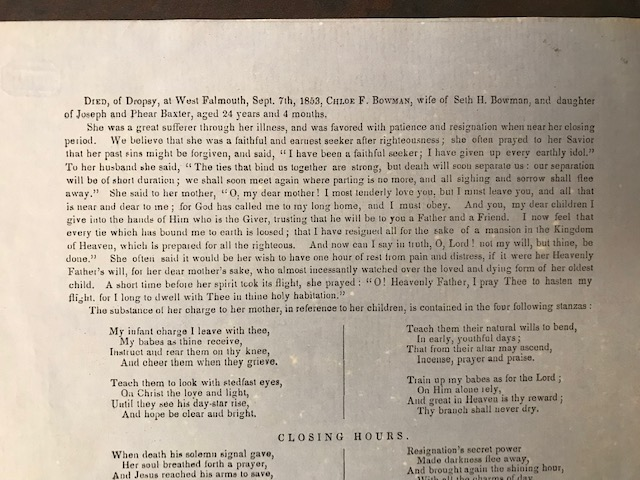 DIED, of Dropsy, at West Falmouth, Sept. 7th, 1853, CHLOE F. BOWMAN, wife of Seth H. Bowman, and daughter
of Joseph and Phear Baxter, aged 24 years and 4 months.
She was a great sufferer through her illness, and was favored with patience and resignation when near her closing
period. We believe that she was a faithful and earnest seeker after righteousness; she often prayed to her Savior
that her past sins might be forgiven, and said, "I have been a faithful seeker; I have given up every earthly idol."
To her husband she said, "The ties that bind us together are strong, but death will soon separate us: our separation
will be of short duration; we shall soon meet again where parting is no more, and all sighing and sorrow shall flee
away." She said to her mother, "O, my dear mother! I most tenderly love you, but I must leave you, and all that
is near and dear to me; for God has called me to my long home, and I must obey. And you, my dear children I
give into the hands of Him who is the Giver, trusting that he will be to you a Father and a Friend. I now feel that
every tie which has bound me to earth is loosed; that I have resigned all for the sake of a mansion in the Kingdom
of Heaven, which is prepared for all the righteous. And now can I say in truth, O, Lord! not my will, but thine, be
done." She often said it would be her wish to have one hour of rest from pain and distress, if it were her Heavenly
Father's will, for her dear mother's sake, who almost incessantly watched over the loved and dying form of her oldest
child. A short time before her spirit took its flight, she prayed: "O! Heavenly Father, I pray Thee to hasten my
flight, for I long to dwell with Thee in thine holy habitation."
The substance of her charge to her mother, in reference to her children, is contained in the four following stanzas:
My infant charge I leave with thee,
My babes as thine receive,
Instruct and rear them on thy knee,
And cheer them when they grieve.
Teach them to look with stedfast eyes,
On Christ the love and light,
Until they see his day-star rise,
And hope be clear and bright.
Teach them their natural wills to bend,
In early, youthful days;
That from their altar may ascend,
Incense, prayer and praise.
Train up my babes as for the Lord;
On Him alone rely,
And great in Heaven is thy reward;
Thy branch shall never dry.
CLOSING HOURS.
When death his solemn signal gave,
Her soul breathed forth a prayer,
And Jesus reached his arms to save,
Resignation's secret power
Made darkness flee away,
And brought again the shining hour,
With all the charms of day